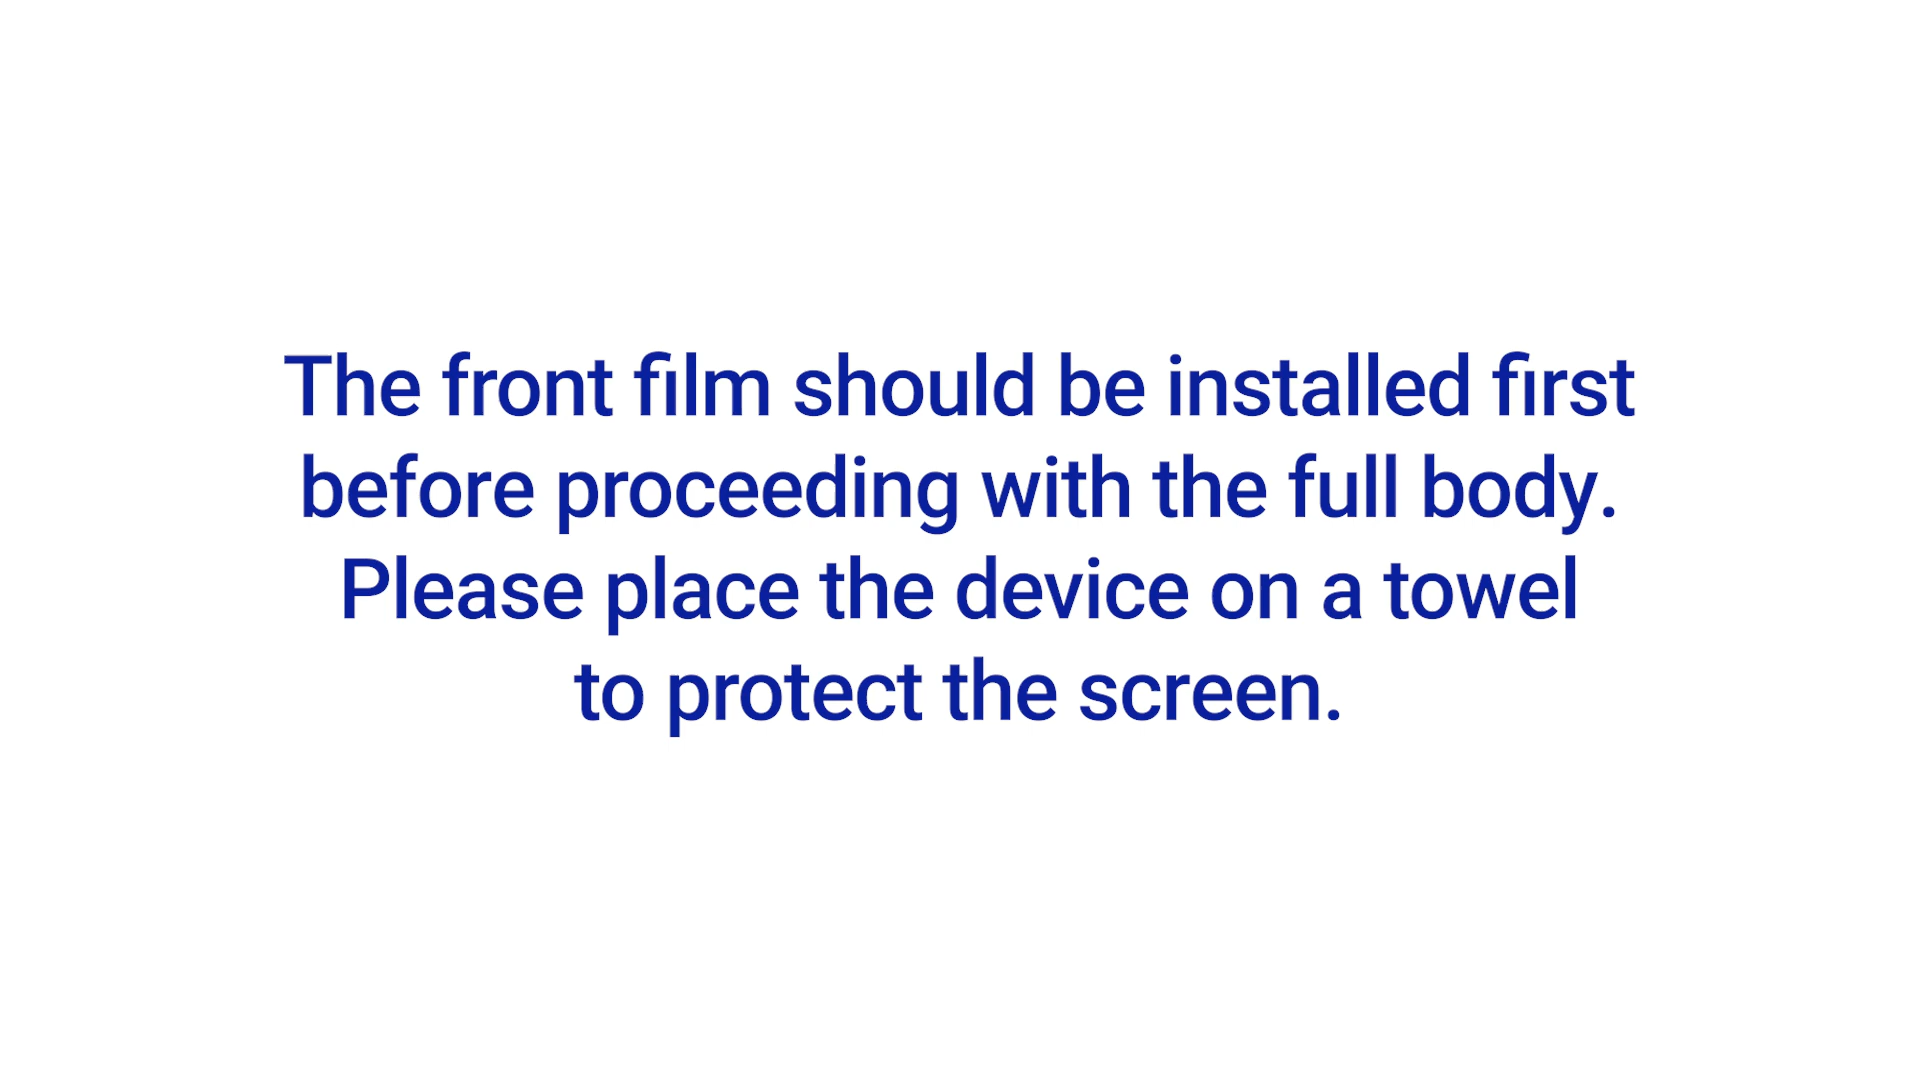 The front film should be installed first
before proceeding with the full body.
Please place the device on a towel
to protect the screen.